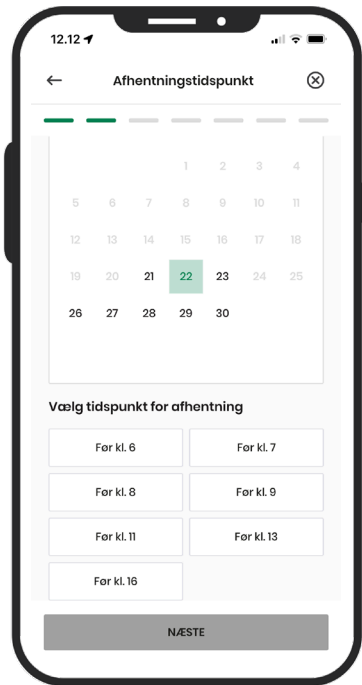 12.12
Afhentningstidspunkt
1 2 3 4
5 6 7 8 9 10 11
12 13 14 15 16 17 18
19 20 21 22 23 24 25
26 27 28 29 30
Vælg tidspunkt for afhentning
Før kl. 6 Før kl. 7
Før kl. 8 Før kl. 9
Før kl. 11 Før kl. 13
Før kl. 16
NÆSTE